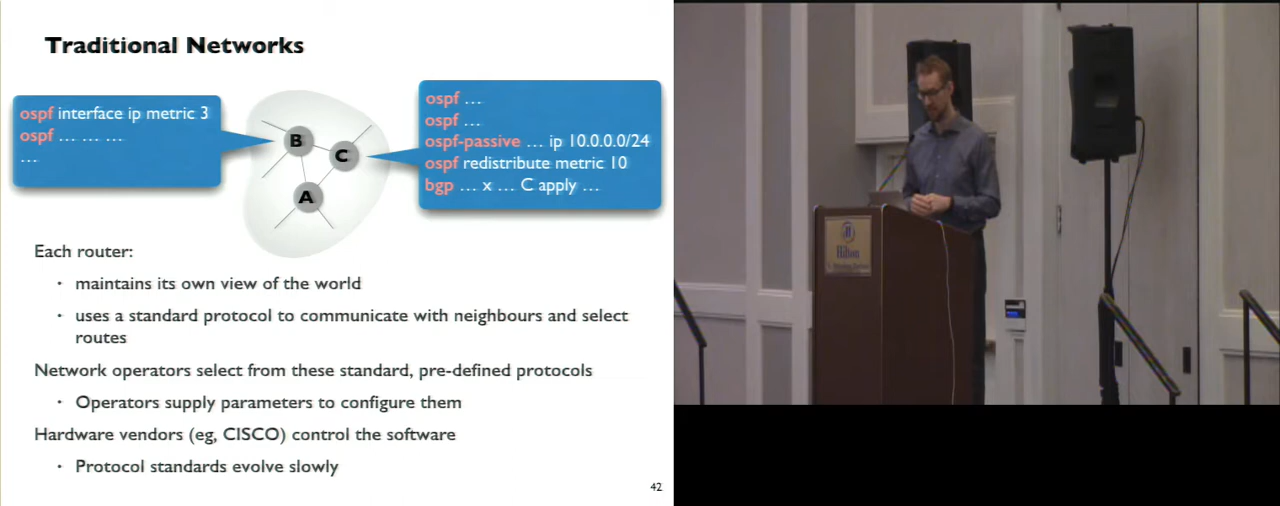 Traditional Networks
ospf interface ip metric 3
ospf … … …
…
B
C
A
ospf …
ospf …
ospf-passive … ip 10.0.0.0/24
ospf redistribute metric 10
bgp … x … C apply …
Each router:
· maintains its own view of the world
· uses a standard protocol to communicate with neighbours and select
routes
Network operators select from these standard, pre-defined protocols
· Operators supply parameters to configure them
Hardware vendors (eg, CISCO) control the software
· Protocol standards evolve slowly
42
Hilton